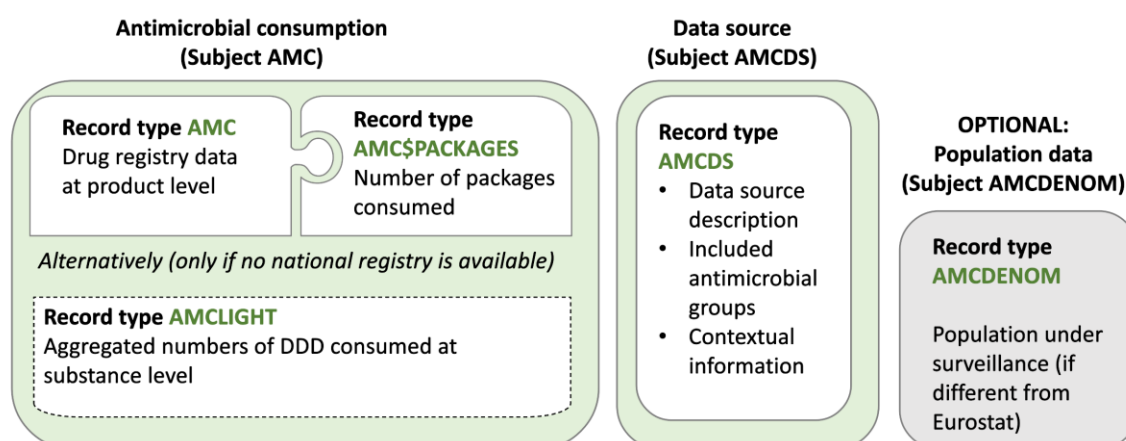 Antimicrobial consumption
(Subject AMC)
Record type AMC
Drug registry data
at product level
Record type
AMC$PACKAGES
Number of packages
consumed
Alternatively (only if no national registry is available)
Record type AMCLIGHT
Aggregated numbers of DDD consumed at
substance level
Data source
(Subject AMCDS)
Record type
AMCDS
• Data source
description
• Included
antimicrobial
groups
• Contextual
information
OPTIONAL:
Population data
(Subject AMCDENOM)
Record type
AMCDENOM
Population under
surveillance (if
different from
Eurostat)